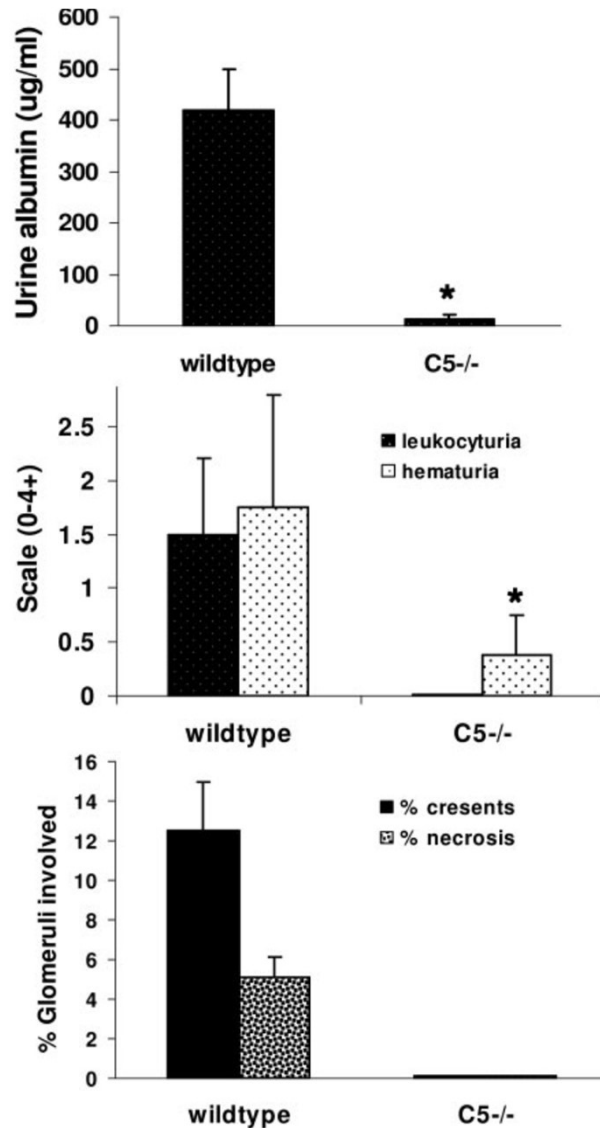 Urine albumin (ug/ml)
600
500
400
300
200
100
0
*
wildtype C5-/-
Scale (0-4+)
2.5
2
1.5
1
0.5
0
leukocyturia
hematuria
*
wildtype C5-/-
% Glomeruli involved
16
14
12
10
8
6
4
2
0
% cresents
% necrosis
wildtype C5-/-